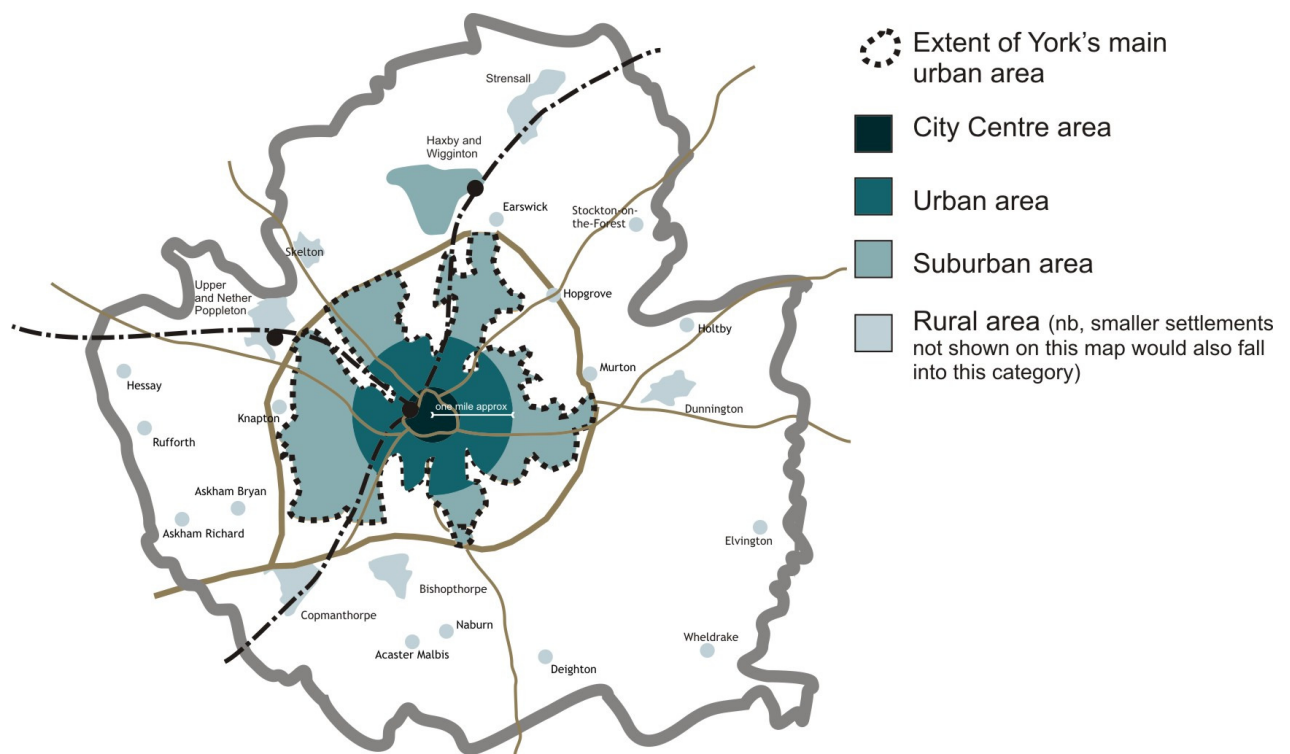 Strensall
Haxby and
Wigginton
Earswick
Stockton-on-
the-Forest
Skelton
Upper
and Nether
Poppleton
Hopgrove
Holtby
Hessay
Murton
Knapton
one mile approx
Dunnington
Rufforth
Askham Bryan
Askham Richard
Elvington
Bishopthorpe
Copmanthorpe
Naburn
Acaster Malbis
Wheldrake
Deighton
Extent of York's main
urban area
City Centre area
Urban area
Suburban area
Rural area (nb, smaller settlements
not shown on this map would also fall
into this category)